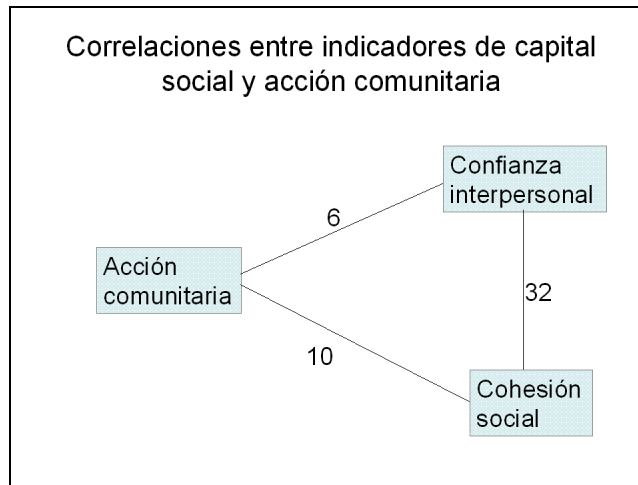 Correlaciones entre indicadores de capital
social y acción comunitaria
Confianza
interpersonal
6
Acción
comunitaria
32
10
Cohesión
social